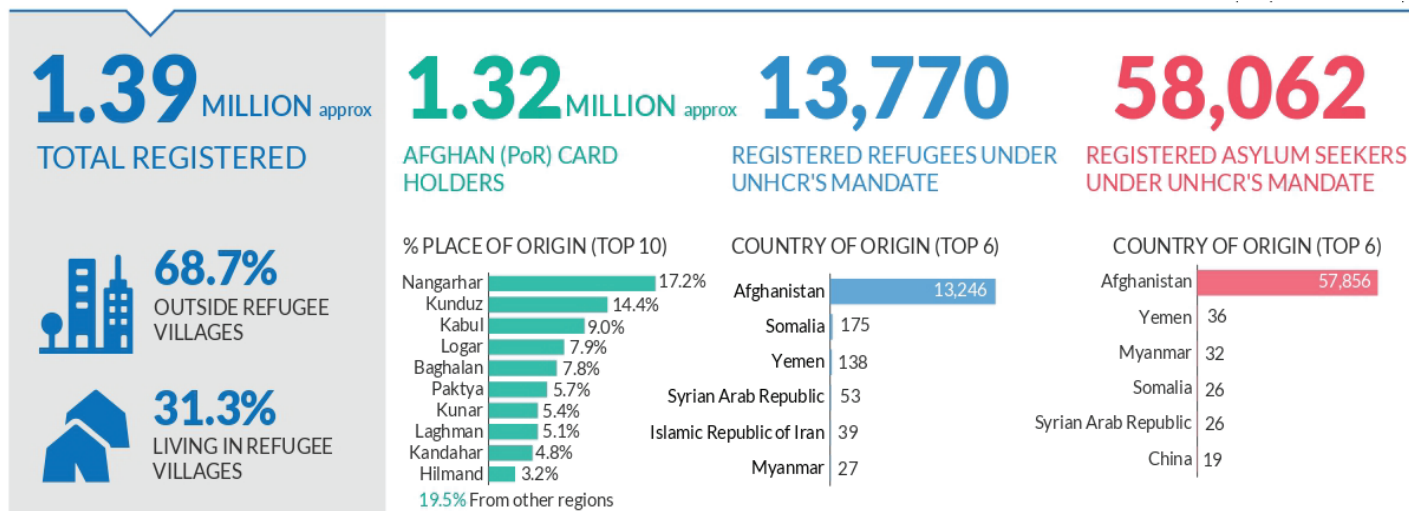 1.39 MILLION approx
TOTAL REGISTERED
68.7%
OUTSIDE REFUGEE
VILLAGES
31.3%
LIVING IN REFUGEE
VILLAGES
1.32 MILLION approx
AFGHAN (PoR) CARD
HOLDERS
% PLACE OF ORIGIN (TOP 10)
Nangarhar 17.2%
Kunduz 14.4%
Kabul 9.0%
Logar 7.9%
Baghalan 7.8%
Paktya 5.7%
Kunar 5.4%
Laghman 5.1%
Kandahar 4.8%
Hilmand 3.2%
19.5% From other regions
13,770
REGISTERED REFUGEES UNDER
UNHCR'S MANDATE
COUNTRY OF ORIGIN (TOP 6)
Afghanistan 13,246
Somalia 175
Yemen 138
Syrian Arab Republic 53
Islamic Republic of Iran 39
Myanmar 27
58,062
REGISTERED ASYLUM SEEKERS
UNDER UNHCR'S MANDATE
COUNTRY OF ORIGIN (TOP 6)
Afghanistan 57,856
Yemen 36
Myanmar 32
Somalia 26
Syrian Arab Republic 26
China 19